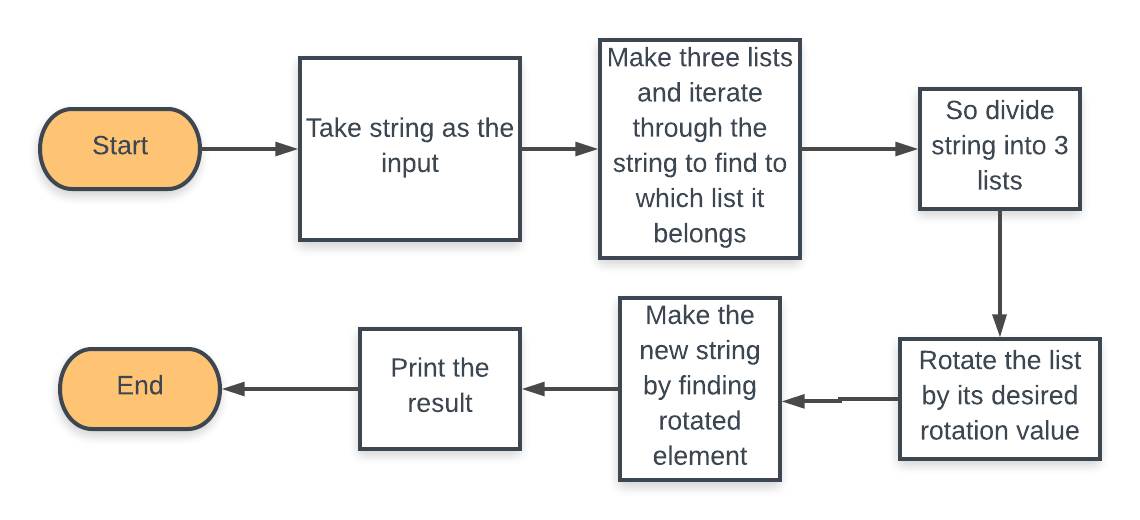 Start
Take string as the
input
Make three lists
and iterate
through the
string to find to
which list it
belongs
So divide
string into 3
lists
Rotate the list
by its desired
rotation value
Make the
new string
by finding
rotated
element
Print the
result
End